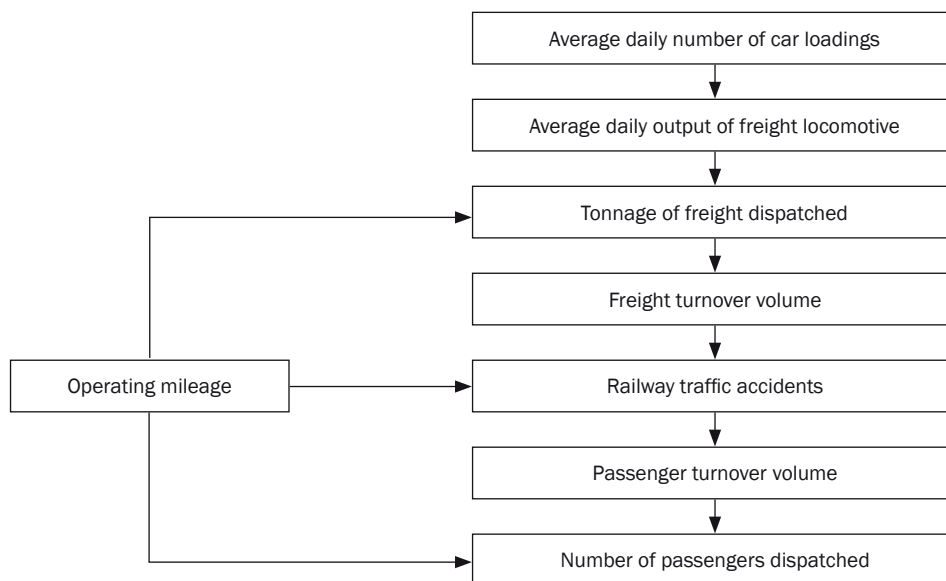 Average daily number of car loadings
Average daily output of freight locomotive
Tonnage of freight dispatched
Freight turnover volume
Operating mileage
Railway traffic accidents
Passenger turnover volume
Number of passengers dispatched